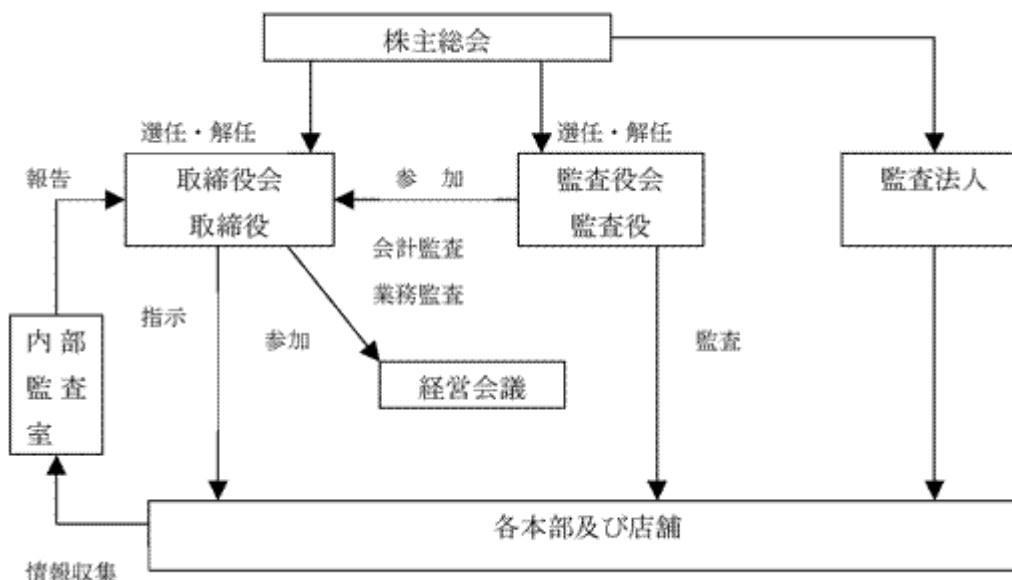 株主総会
選任・解任
選任・解任
報告
取締役会
取締役
参 加
監査役会
監査役
監査法人
会計監査
業務監査
指示
参加
監査
内部
監査
室
経営会議
各本部及び店舗
情報収集